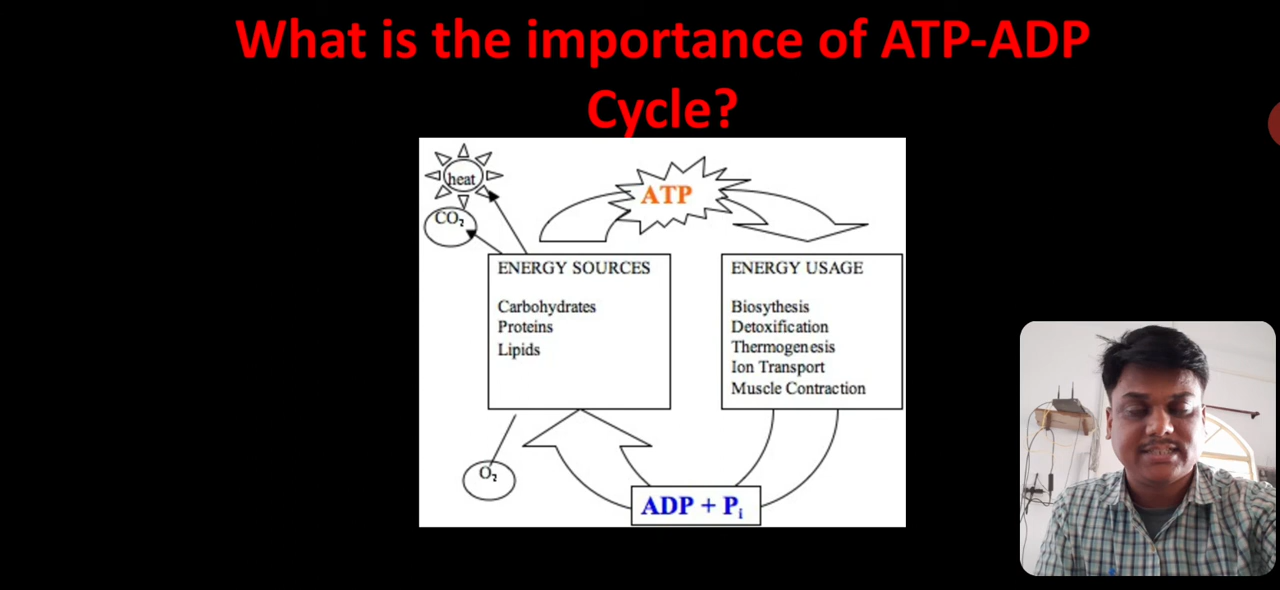 What is the importance of ATP-ADP
Cycle?
heat
CO₂
ATP
ENERGY SOURCES
Carbohydrates
Proteins
Lipids
ENERGY USAGE
Biosythesis
Detoxification
Thermogenesis
Ion Transport
Muscle Contraction
O₂
ADP + Pᵢ